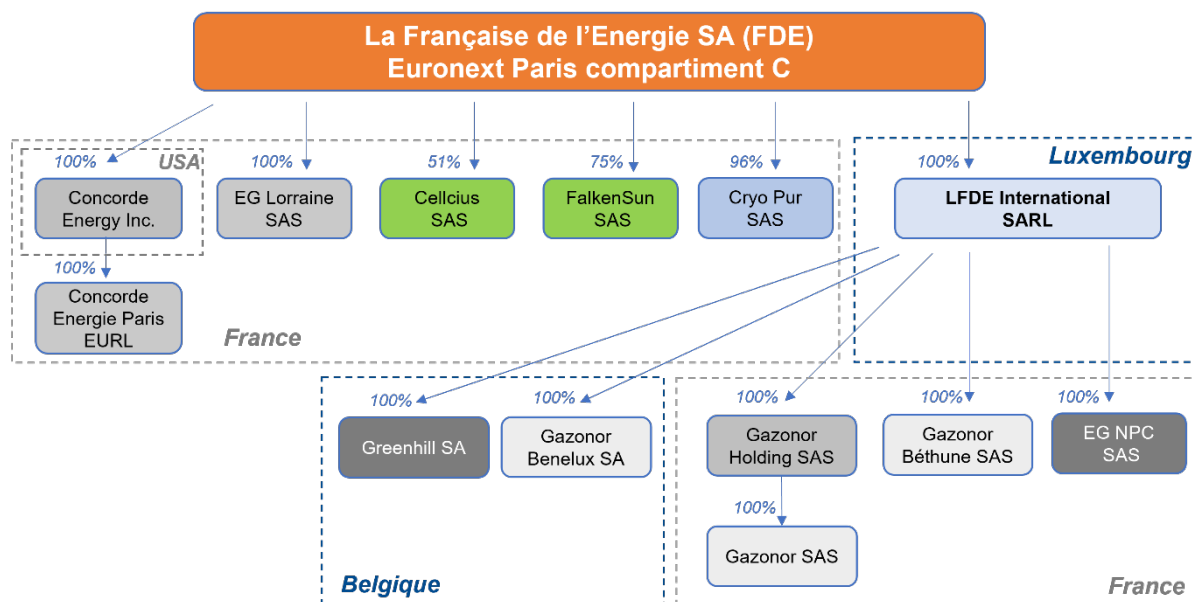 La Française de l’Energie SA (FDE)
Euronext Paris compartiment C
100%
USA
100%
51%
75%
96%
100%
Luxembourg
Concorde
Energy Inc.
EG Lorraine
SAS
Cellcius
SAS
FalkenSun
SAS
Cryo Pur
SAS
LFDE International
SARL
100%
Concorde
Energie Paris
EURL
France
100%
100%
100%
100%
100%
Greenhill SA
Gazonor
Benelux SA
Gazonor
Holding SAS
Gazonor
Béthune SAS
EG NPC
SAS
100%
Gazonor SAS
Belgique
France